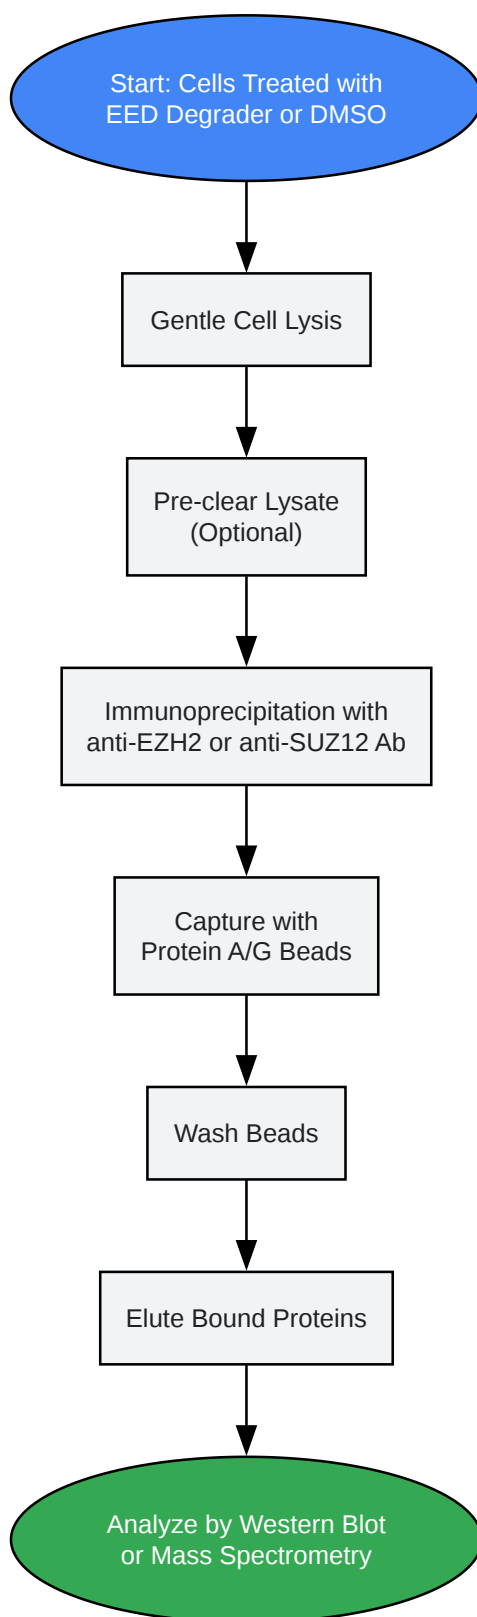 Start: Cells Treated with
EED Degrader or DMSO
Gentle Cell Lysis
Pre-clear Lysate
(Optional)
Immunoprecipitation with
anti-EZH2 or anti-SUZ12 Ab
Capture with
Protein A/G Beads
Wash Beads
Elute Bound Proteins
Analyze by Western Blot
or Mass Spectrometry